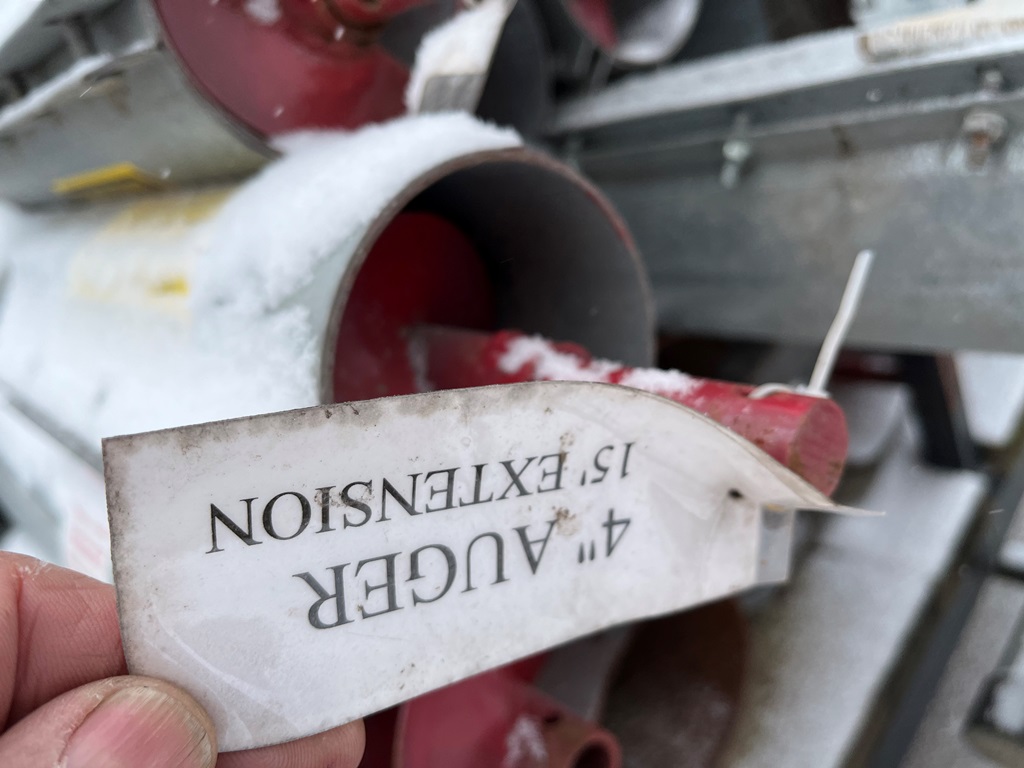 4" AUGER
15' EXTENSION